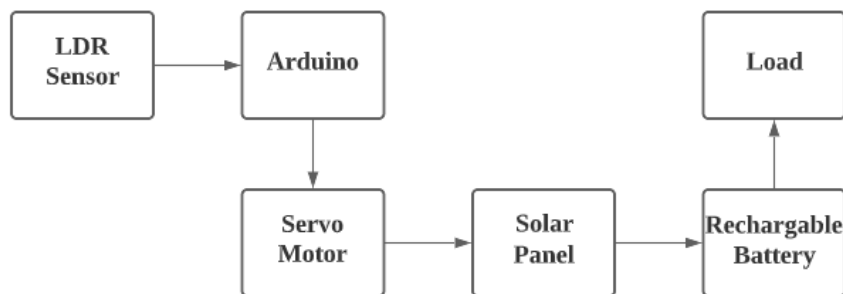 LDR
Sensor
Arduino
Load
Servo
Motor
Solar
Panel
Rechargable
Battery